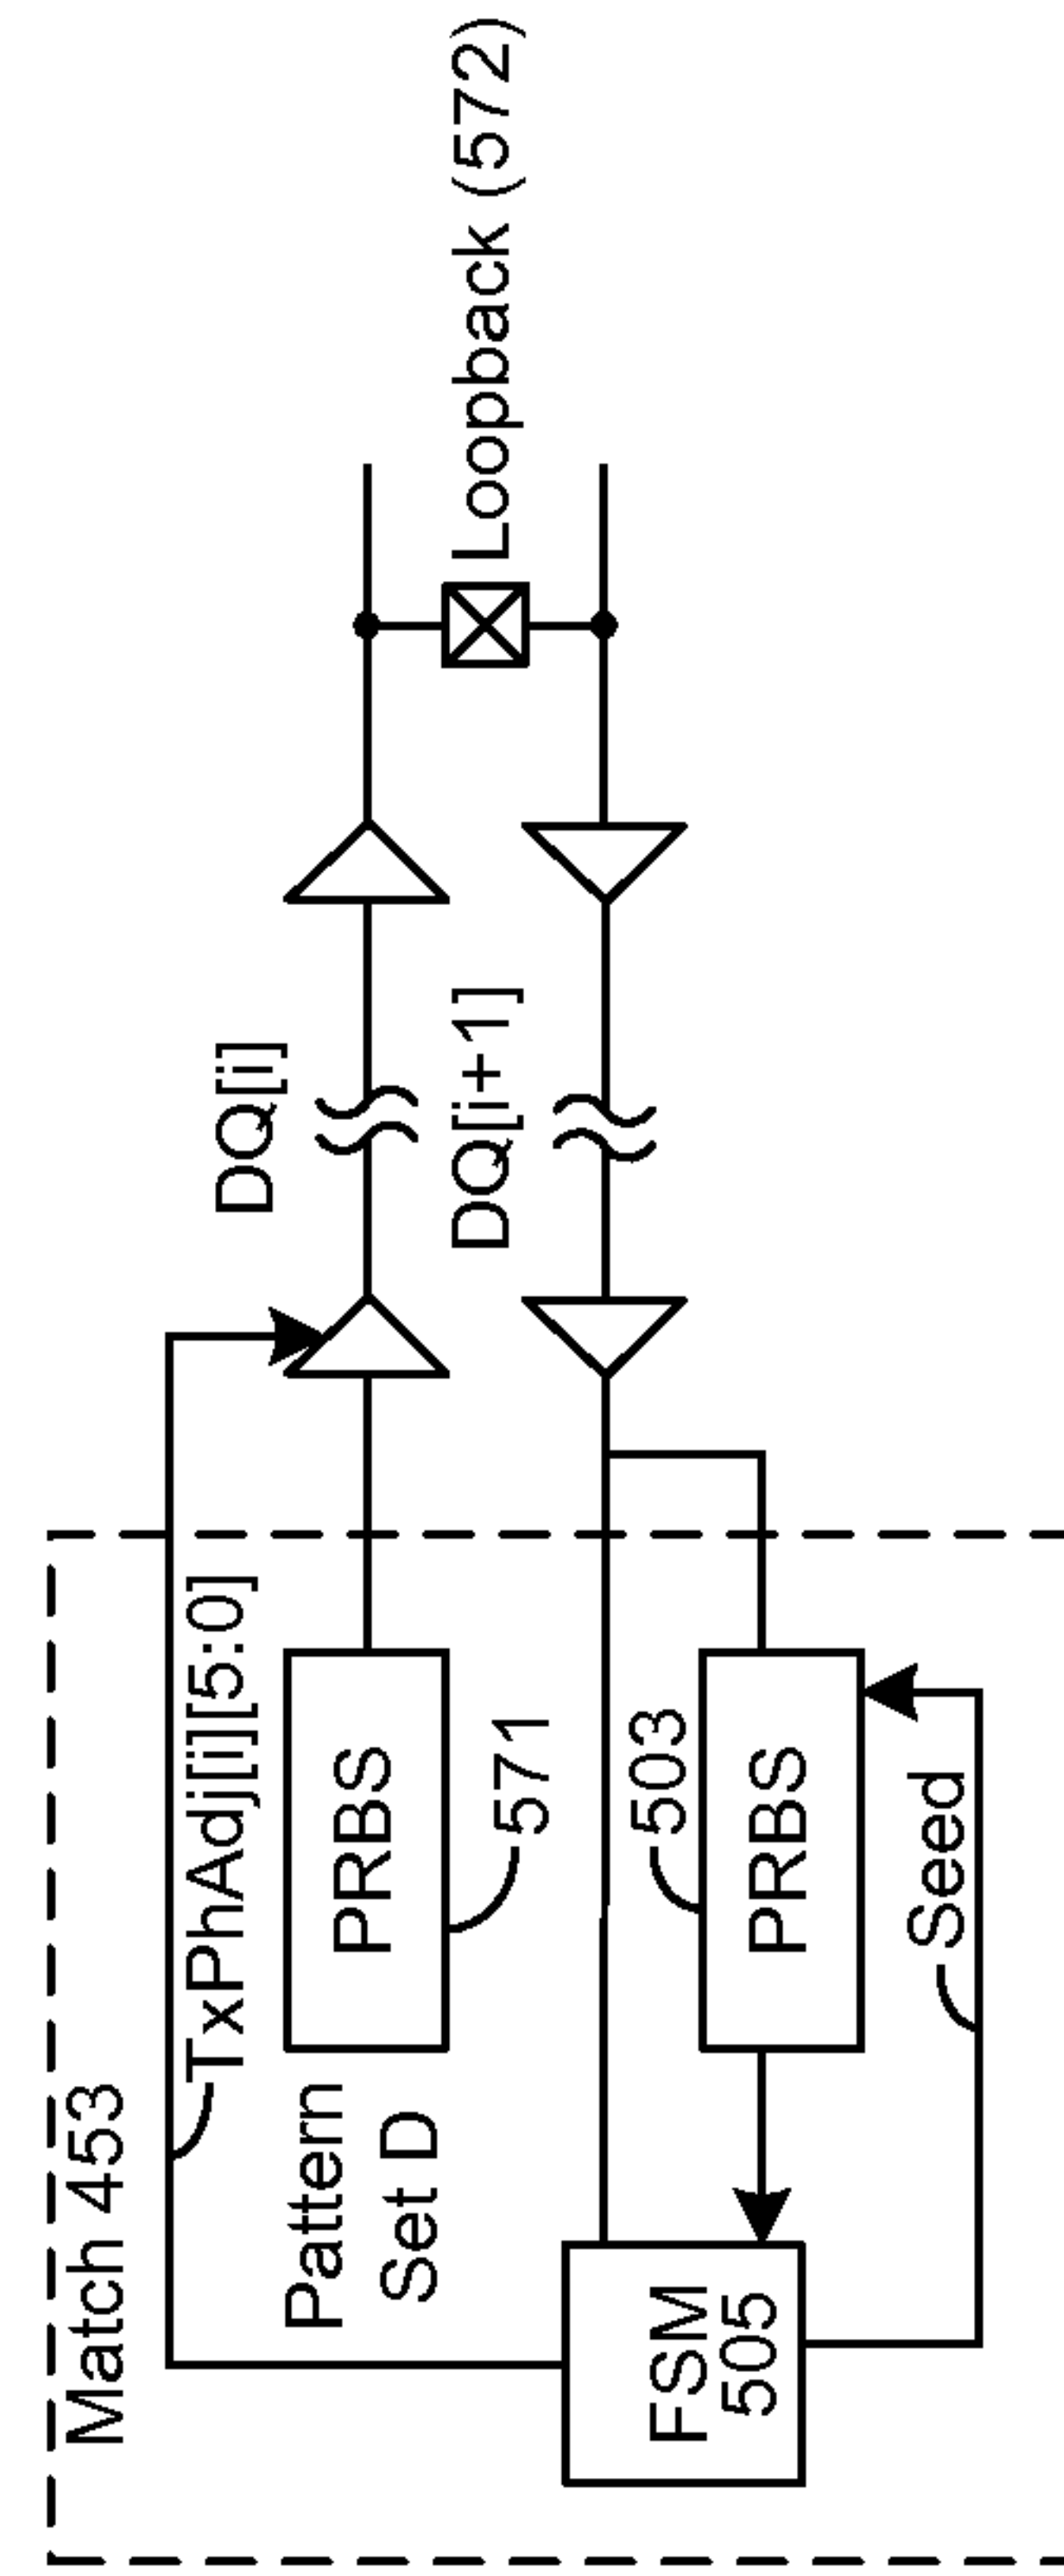 Match 453
TxPhAdj[i][5:0]
DQ[i]
Pattern
Set D
PRBS
571
DQ[i+1]
Loopback (572)
503
FSM
505
PRBS
Seed